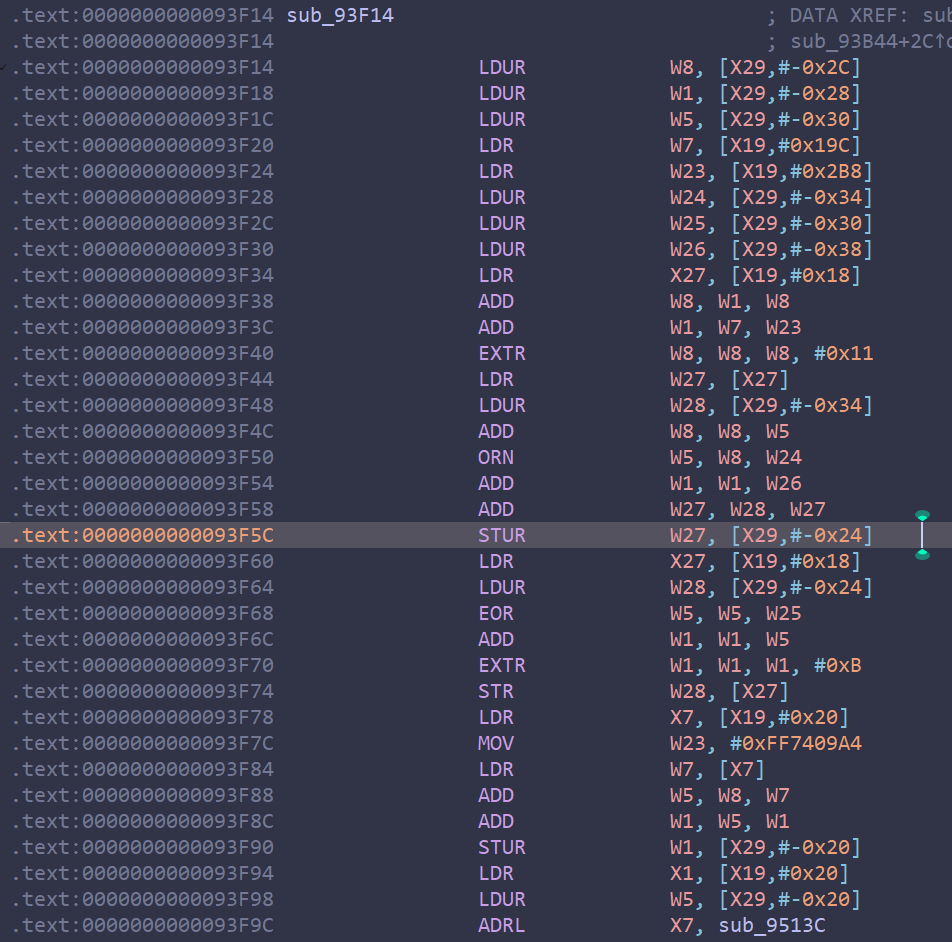 .text:0000000000093F14 sub_93F14 ; DATA XREF: sub
.text:0000000000093F14 ; sub_93B44+2C↑o
.text:0000000000093F14 LDUR W8, [X29,#-0x2C]
.text:0000000000093F18 LDUR W1, [X29,#-0x28]
.text:0000000000093F1C LDUR W5, [X29,#-0x30]
.text:0000000000093F20 LDR W7, [X19,#0x19C]
.text:0000000000093F24 LDR W23, [X19,#0x2B8]
.text:0000000000093F28 LDUR W24, [X29,#-0x34]
.text:0000000000093F2C LDUR W25, [X29,#-0x30]
.text:0000000000093F30 LDUR W26, [X29,#-0x38]
.text:0000000000093F34 LDR X27, [X19,#0x18]
.text:0000000000093F38 ADD W8, W1, W8
.text:0000000000093F3C ADD W1, W7, W23
.text:0000000000093F40 EXTR W8, W8, W8, #0x11
.text:0000000000093F44 LDR W27, [X27]
.text:0000000000093F48 LDUR W28, [X29,#-0x34]
.text:0000000000093F4C ADD W8, W8, W5
.text:0000000000093F50 ORN W5, W8, W24
.text:0000000000093F54 ADD W1, W1, W26
.text:0000000000093F58 ADD W27, W28, W27
.text:0000000000093F5C STUR W27, [X29,#-0x24]
.text:0000000000093F60 LDR X27, [X19,#0x18]
.text:0000000000093F64 LDUR W28, [X29,#-0x24]
.text:0000000000093F68 EOR W5, W5, W25
.text:0000000000093F6C ADD W1, W1, W5
.text:0000000000093F70 EXTR W1, W1, W1, #0xB
.text:0000000000093F74 STR W28, [X27]
.text:0000000000093F78 LDR X7, [X19,#0x20]
.text:0000000000093F7C MOV W23, #0xFF7409A4
.text:0000000000093F84 LDR W7, [X7]
.text:0000000000093F88 ADD W5, W8, W7
.text:0000000000093F8C ADD W1, W5, W1
.text:0000000000093F90 STUR W1, [X29,#-0x20]
.text:0000000000093F94 LDR X1, [X19,#0x20]
.text:0000000000093F98 LDUR W5, [X29,#-0x20]
.text:0000000000093F9C ADRL X7, sub_9513C